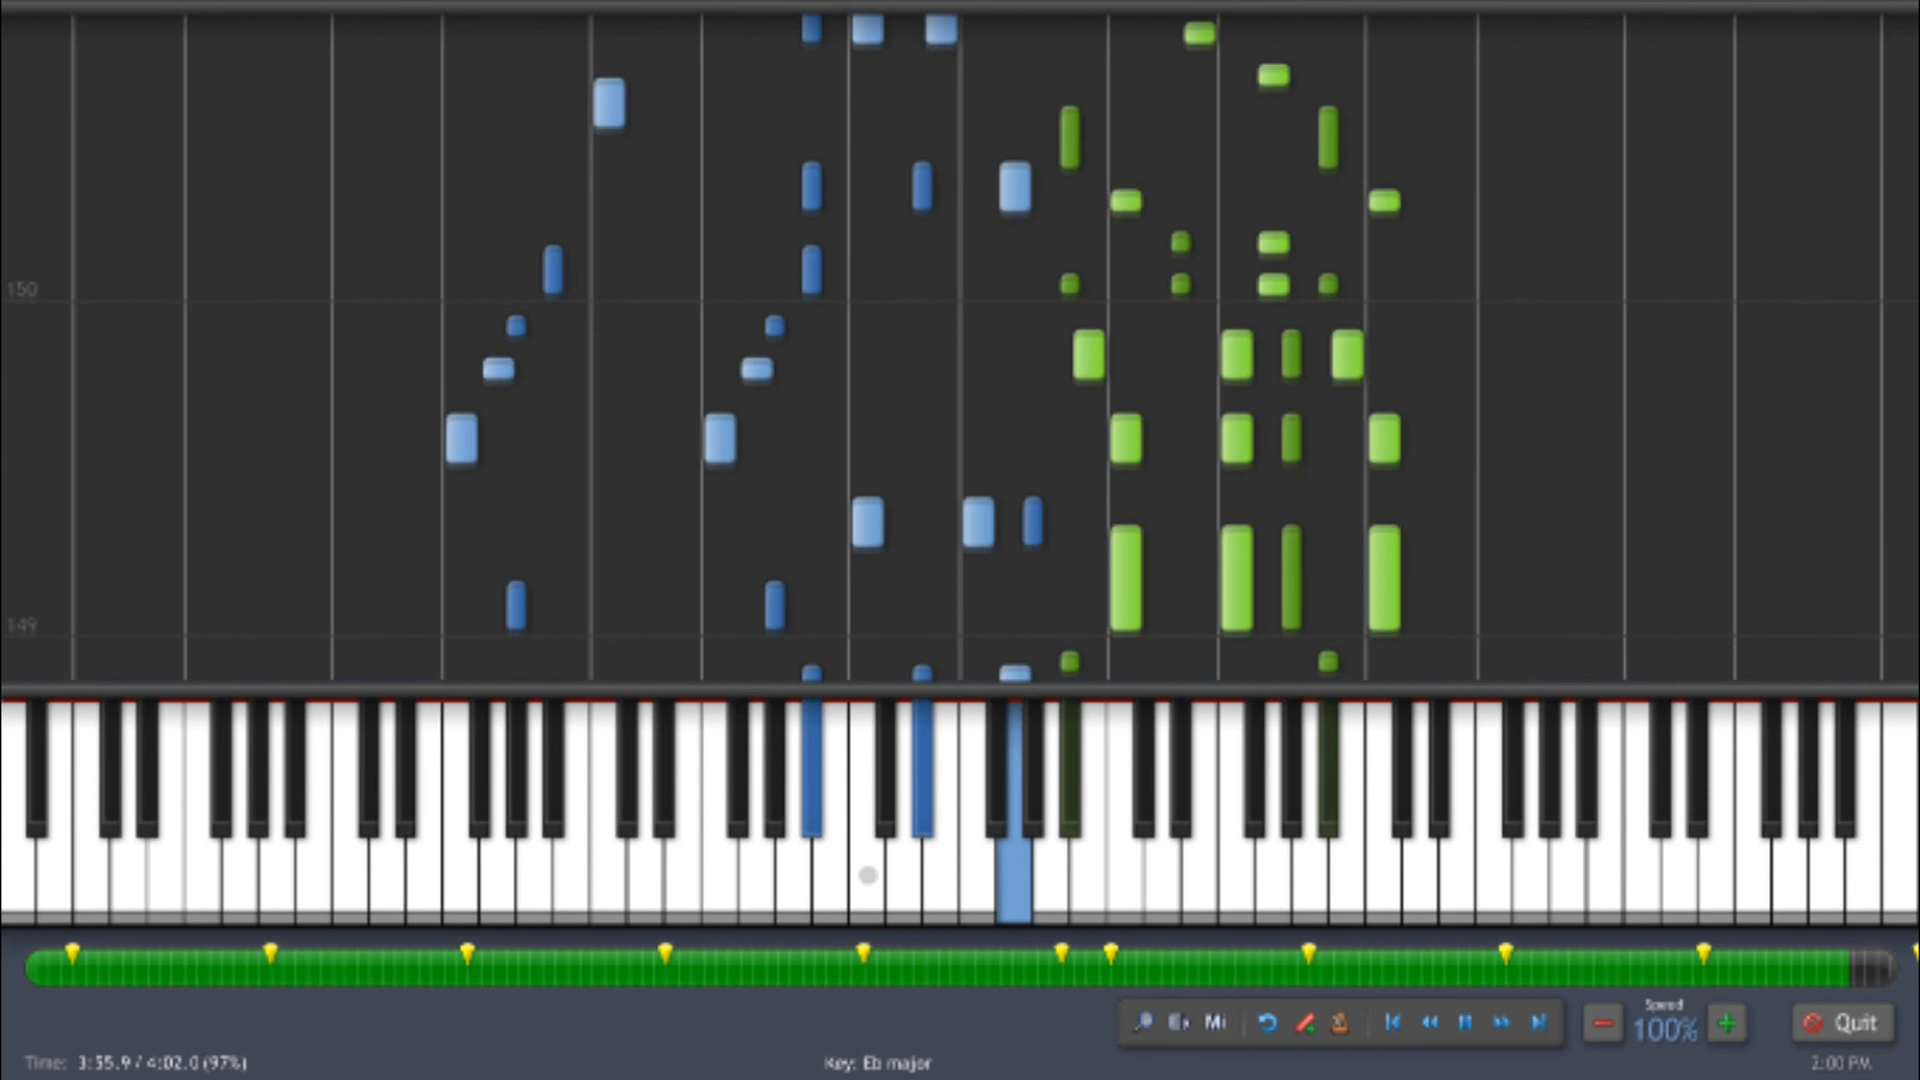 150
149
Mi
Speed
100%
Quit
Time: 3:55.9 / 4:02.0 (97%)
Key: Eb major
2:00 PM